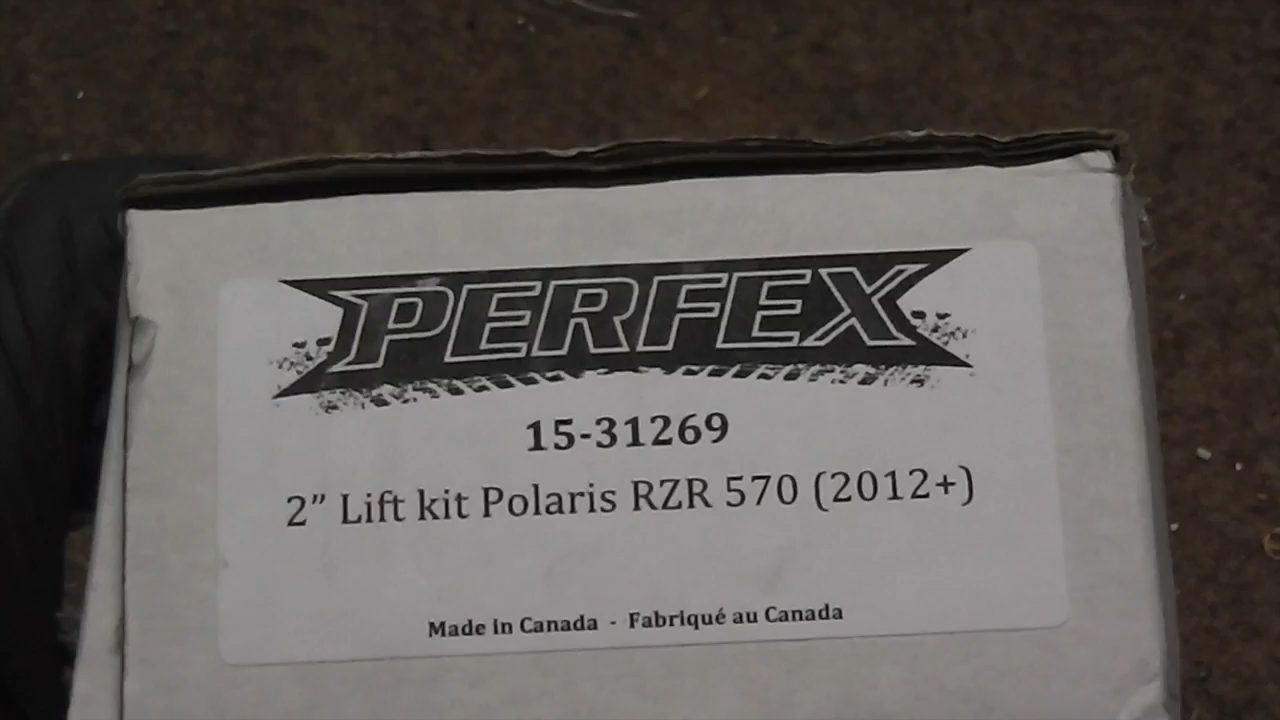 PERFEX
15-31269
2” Lift kit Polaris RZR 570 (2012+)
Made in Canada - Fabriqué au Canada